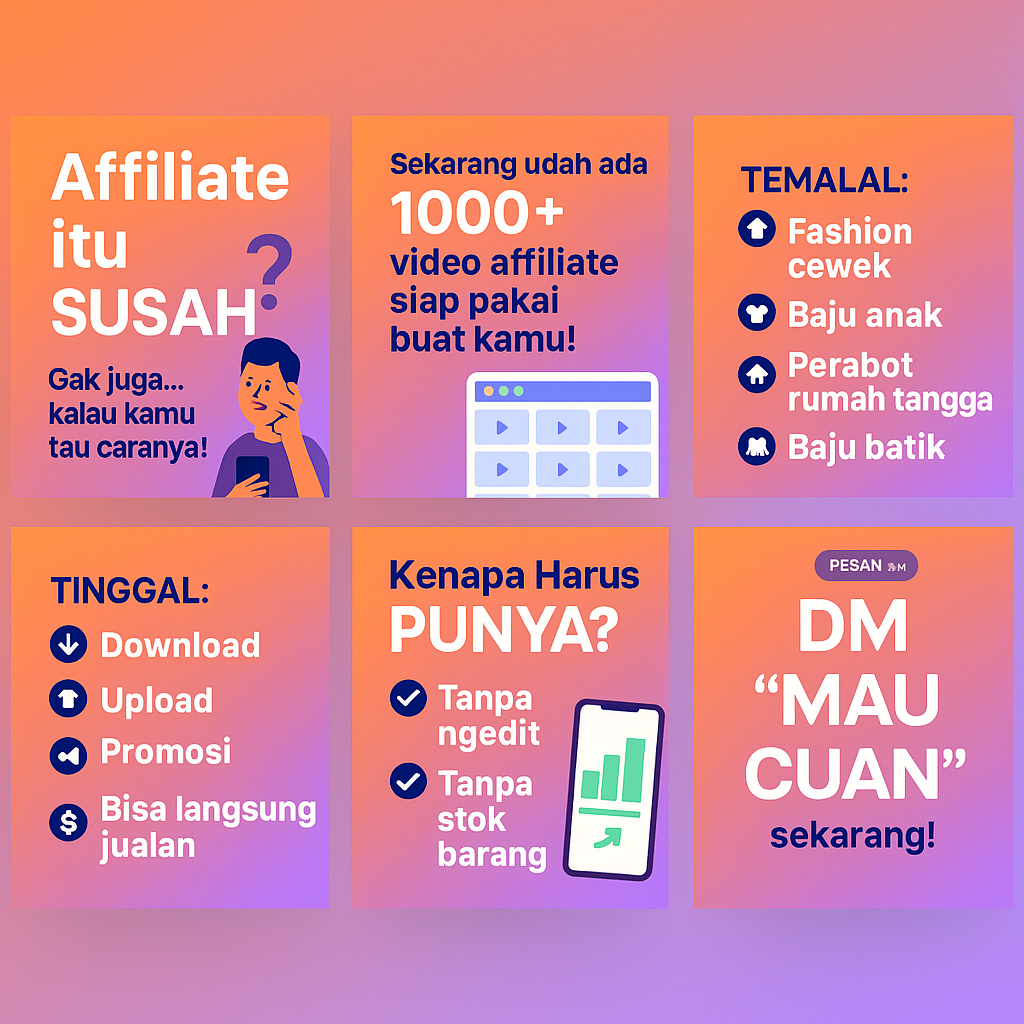 Affiliate
itu
SUSAH
?
Gak juga...
kalau kamu
tau caranya!
Sekarang udah ada
1000+
video affiliate
siap pakai
buat kamu!
TEMALAL:
Fashion
cewek
Baju anak
Perabot
rumah tangga
Baju batik
TINGGAL:
Download
Upload
Promosi
$ Bisa langsung
jualan
Kenapa Harus
PUNYA?
Tanpa
ngedit
Tanpa
stok
barang
PESAN
DM
“MAU
CUAN”
sekarang!